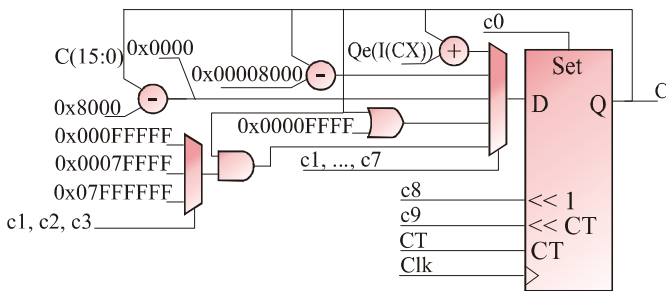 c0
Qe(I(CX))
+
Set
C(15:0)
0x0000
0x00008000
-
0x8000
-
D
Q
C
0x000FFFFF
0x0000FFFF
0x0007FFFF
c1, ..., c7
0x07FFFFFF
c8
<< 1
c1, c2, c3
c9
<< CT
CT
CT
Clk